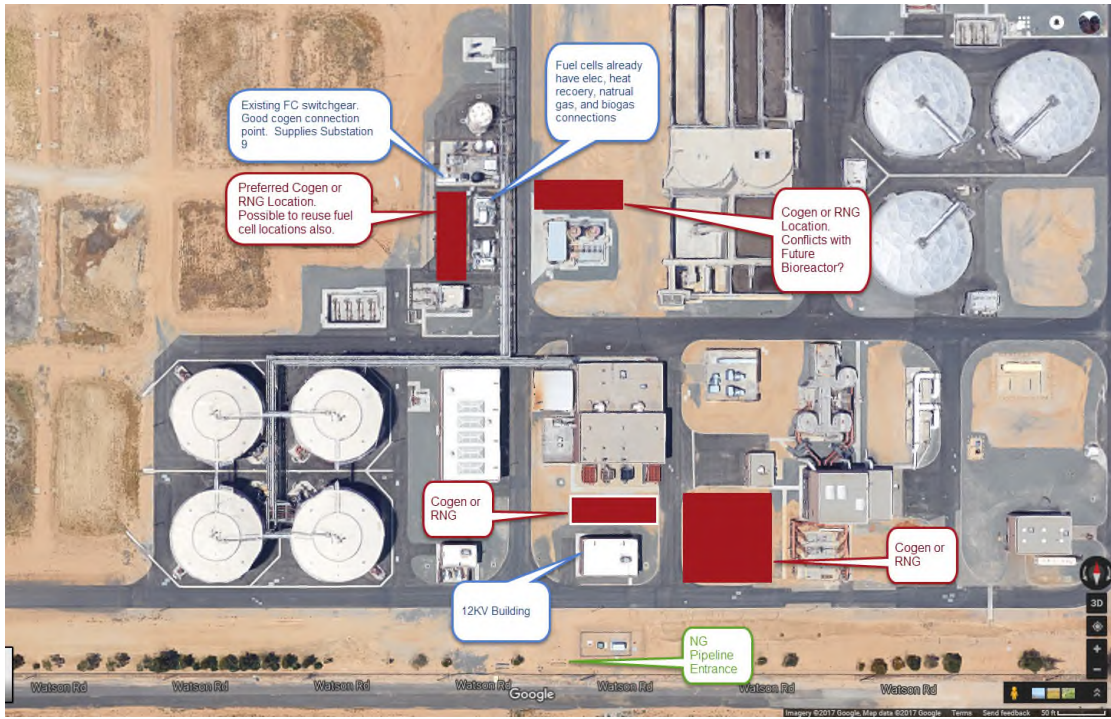 Fuel cells already
have elec, heat
recoery, natrual
gas, and biogas
connections
Existing FC switchgear.
Good cogen connection
point.  Supplies Substation
9
Preferred Cogen or
RNG Location.
Possible to reuse fuel
cell locations also.
Cogen or RNG
Location.
Conflicts with
Future
Bioreactor?
Cogen or
RNG
Cogen or
RNG
12KV Building
3D
NG
Pipeline
Entrance
Watson Rd
Watson Rd
Watson Rd
Watson Rd
Watson Rd
Watson Rd
Watson Rd
Google
Imagery ©2017 Google, Map data ©2017 Google
Terms
Send feedback
50 ft